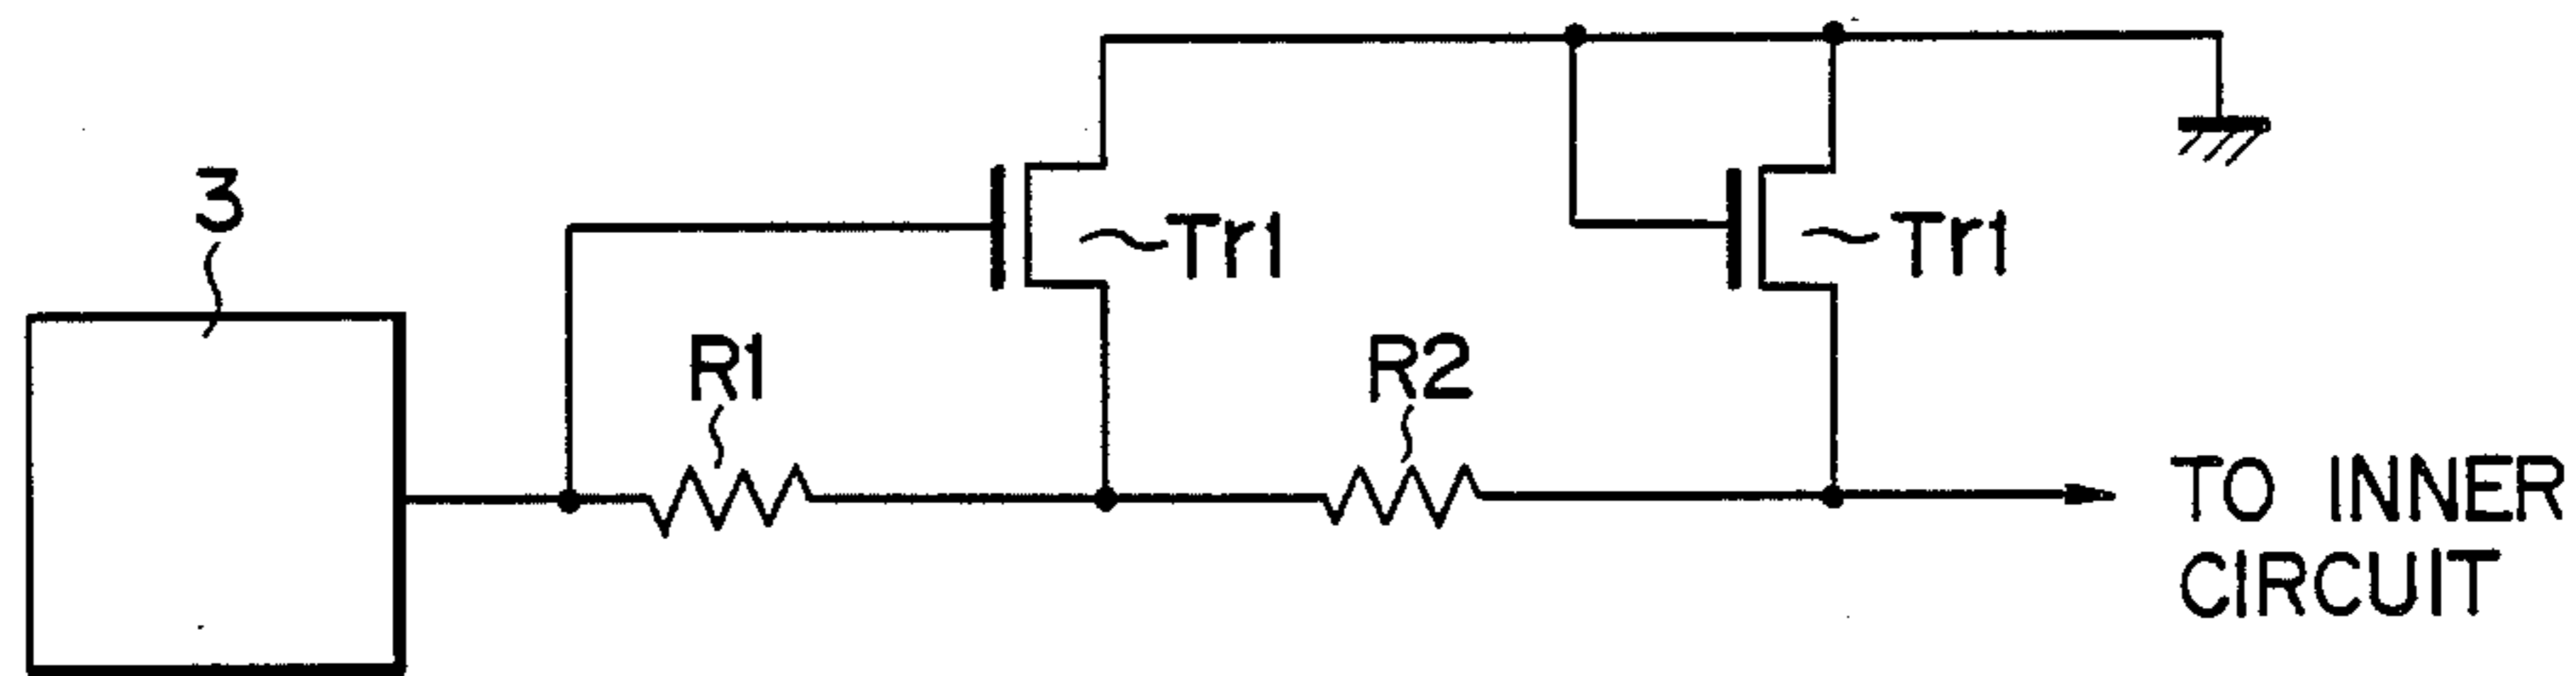 3
Tr1
Tr1
R1
R2
TO INNER
CIRCUIT